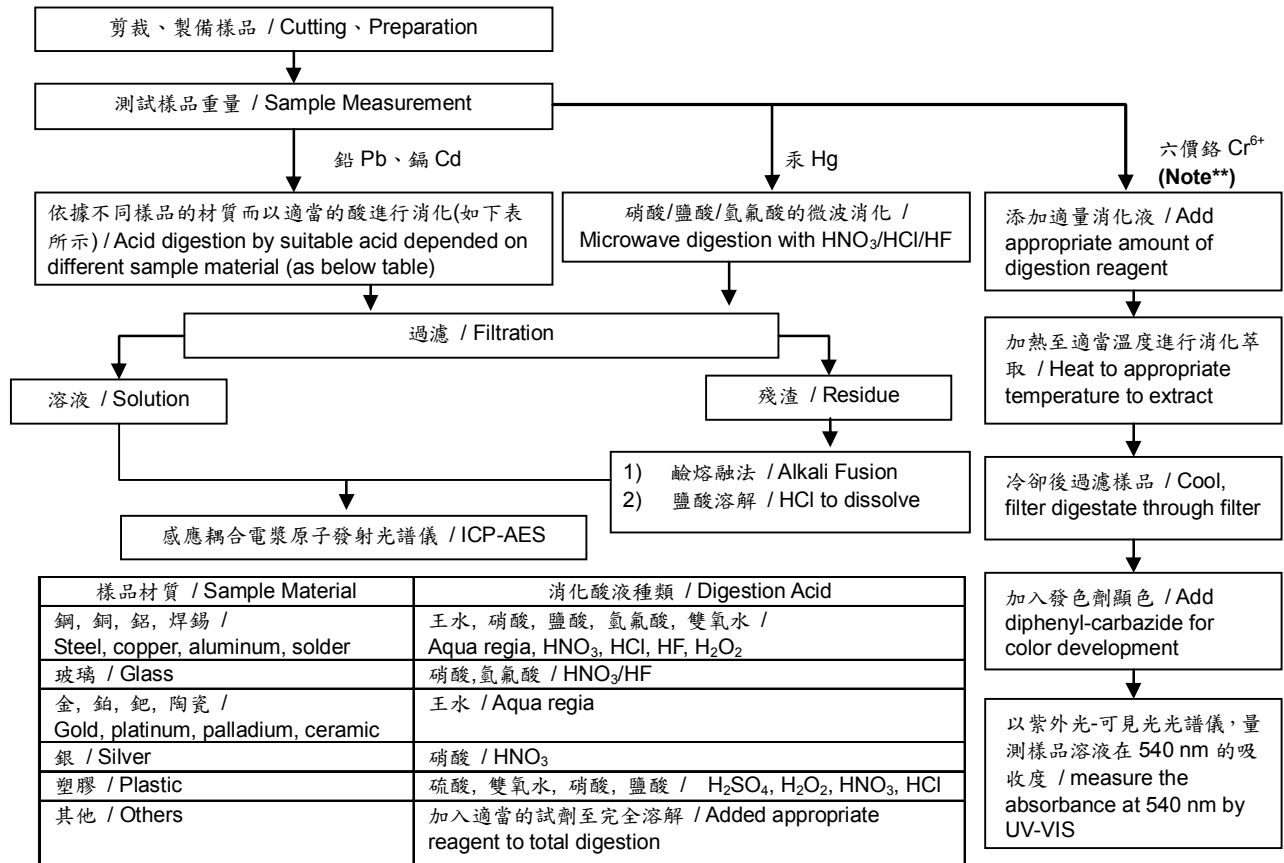 剪裁、製備樣品 / Cutting、Preparation
測試樣品重量 / Sample Measurement
鉛 Pb、鎘 Cd
汞 Hg
六價鉻 Cr⁶⁺
(Note**)
依據不同樣品的材質而以適當的酸進行消化(如下表
所示) / Acid digestion by suitable acid depended on
different sample material (as below table)
硝酸/鹽酸/氫氟酸的微波消化 /
Microwave digestion with HNO₃/HCl/HF
添加適量消化液 / Add
appropriate amount of
digestion reagent
過濾 / Filtration
加熱至適當溫度進行消化萃
取 / Heat to appropriate
temperature to extract
溶液 / Solution
殘渣 / Residue
1) 鹼熔融法 / Alkali Fusion
2) 鹽酸溶解 / HCl to dissolve
冷卻後過濾樣品 / Cool,
filter digestate through filter
感應耦合電漿原子發射光譜儀 / ICP-AES
樣品材質 / Sample Material
消化酸液種類 / Digestion Acid
鋼, 銅, 鋁, 焊錫 /
Steel, copper, aluminum, solder
王水, 硝酸, 鹽酸, 氫氟酸, 雙氧水 /
Aqua regia, HNO₃, HCl, HF, H₂O₂
玻璃 / Glass
硝酸,氫氟酸 / HNO₃/HF
金, 鉑, 鈀, 陶瓷 /
Gold, platinum, palladium, ceramic
王水 / Aqua regia
銀 / Silver
硝酸 / HNO₃
塑膠 / Plastic
硫酸, 雙氧水, 硝酸, 鹽酸 / H₂SO₄, H₂O₂, HNO₃, HCl
其他 / Others
加入適當的試劑至完全溶解 / Added appropriate
reagent to total digestion
加入發色劑顯色 / Add
diphenyl-carbazide for
color development
以紫外光-可見光光譜儀，量
測樣品溶液在 540 nm 的吸
收度 / measure the
absorbance at 540 nm by
UV-VIS